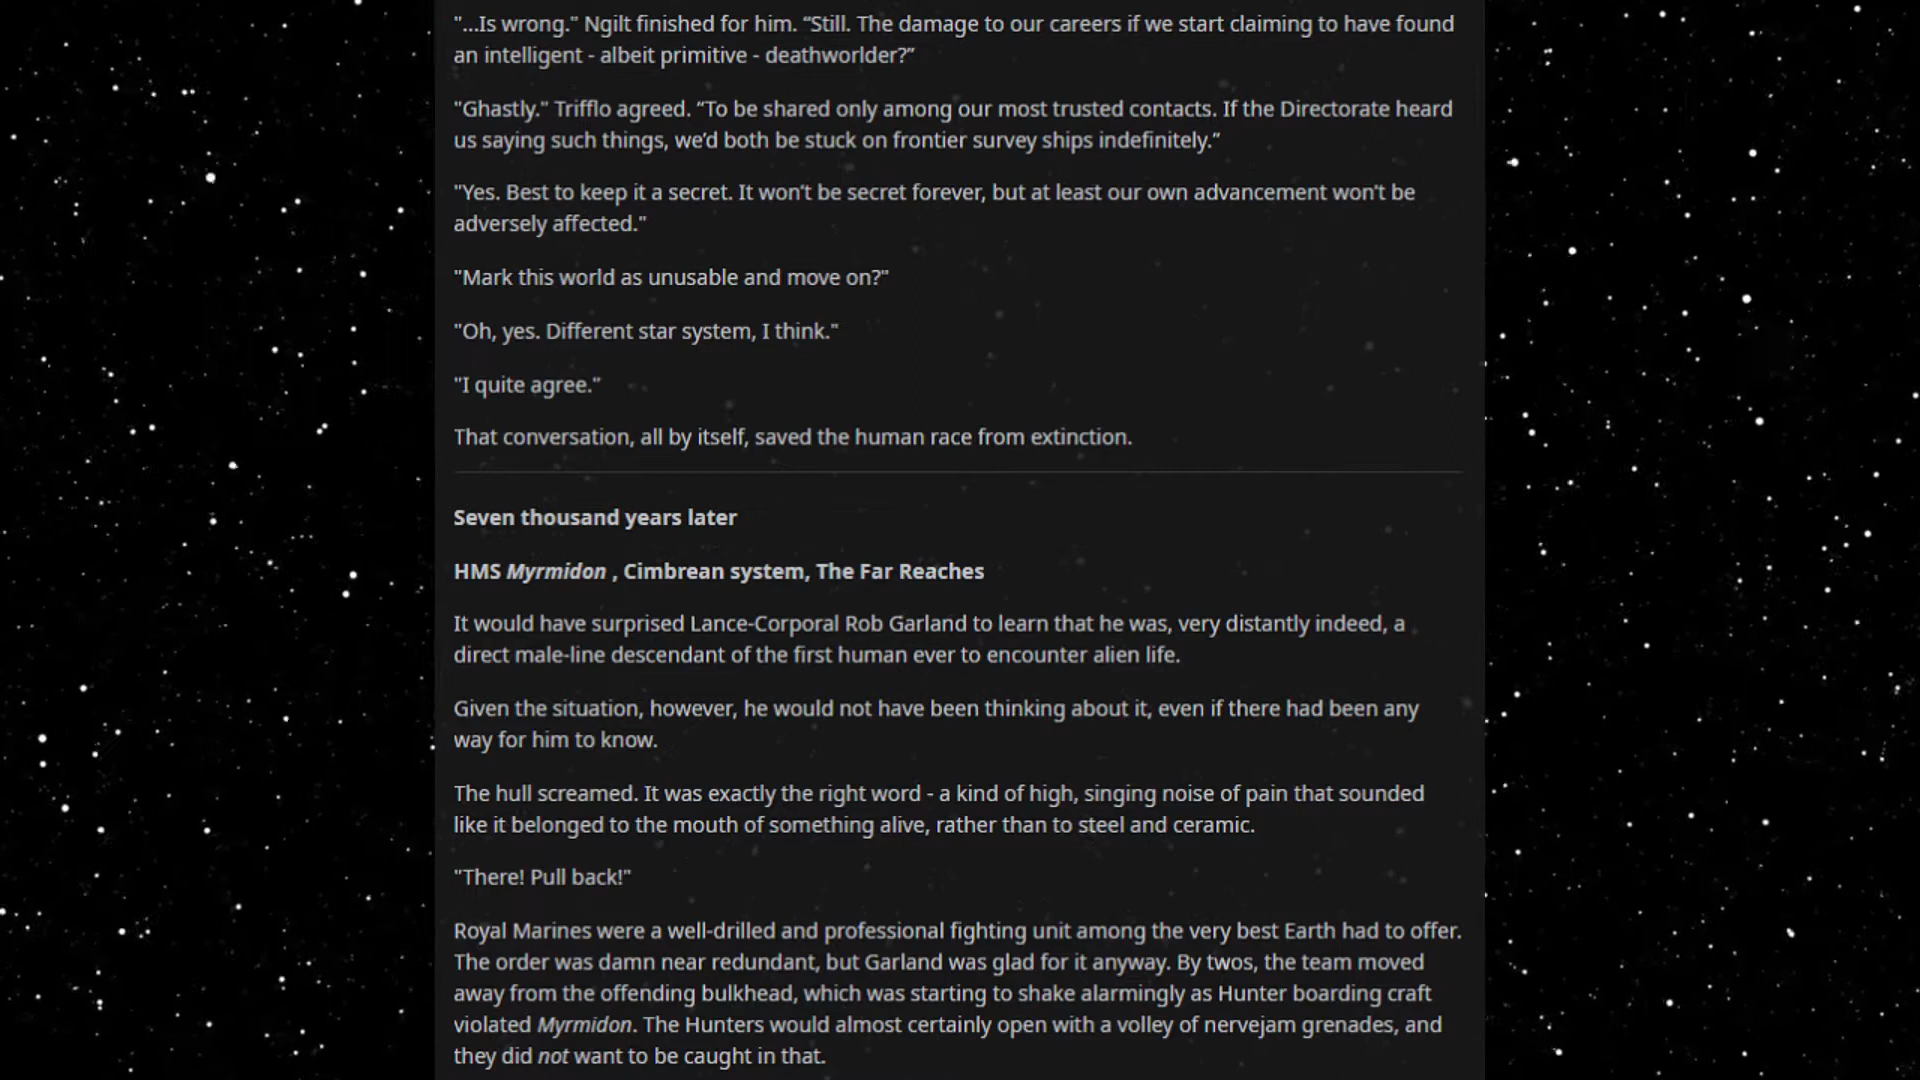 "...Is wrong." Ngilt finished for him. “Still. The damage to our careers if we start claiming to have found
an intelligent - albeit primitive - deathworlder?”
"Ghastly." Trifflo agreed. “To be shared only among our most trusted contacts. If the Directorate heard
us saying such things, we’d both be stuck on frontier survey ships indefinitely.”
"Yes. Best to keep it a secret. It won’t be secret forever, but at least our own advancement won’t be
adversely affected."
"Mark this world as unusable and move on?"
"Oh, yes. Different star system, I think."
"I quite agree."
That conversation, all by itself, saved the human race from extinction.
Seven thousand years later
HMS Myrmidon , Cimbrean system, The Far Reaches
It would have surprised Lance-Corporal Rob Garland to learn that he was, very distantly indeed, a
direct male-line descendant of the first human ever to encounter alien life.
Given the situation, however, he would not have been thinking about it, even if there had been any
way for him to know.
The hull screamed. It was exactly the right word - a kind of high, singing noise of pain that sounded
like it belonged to the mouth of something alive, rather than to steel and ceramic.
"There! Pull back!"
Royal Marines were a well-drilled and professional fighting unit among the very best Earth had to offer.
The order was damn near redundant, but Garland was glad for it anyway. By twos, the team moved
away from the offending bulkhead, which was starting to shake alarmingly as Hunter boarding craft
violated Myrmidon. The Hunters would almost certainly open with a volley of nervejam grenades, and
they did not want to be caught in that.